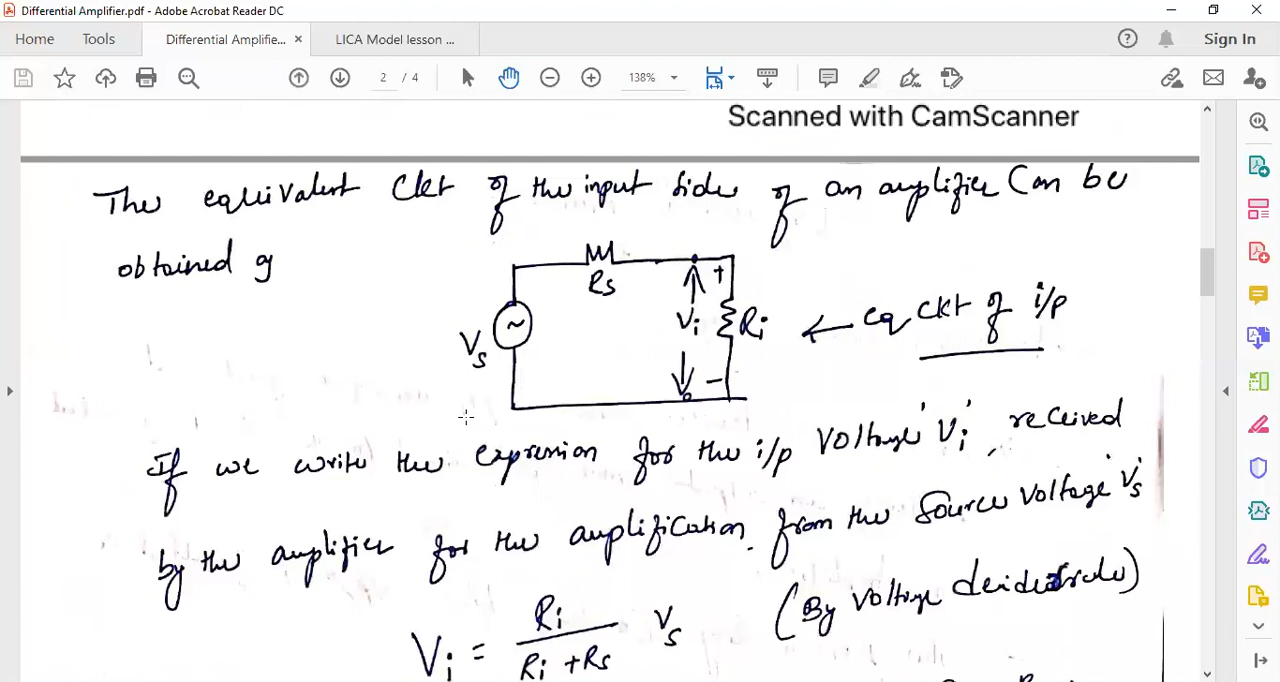 Differential Amplifier.pdf - Adobe Acrobat Reader DC
Home Tools Differential Amplifie... × LICA Model lesson ... Sign In
2 / 4 138%
Scanned with CamScanner
The equivalent Ckt of the input side of an amplifier Can be
obtained
Rs
+
Vs Vi Ri ← eq ckt of i/p
−
If we write the expression for the i/p voltage 'Vi' received
by the amplifier for the amplification from the Source voltage 'Vs'
(By voltage
Vi = Ri / Ri + Rs Vs